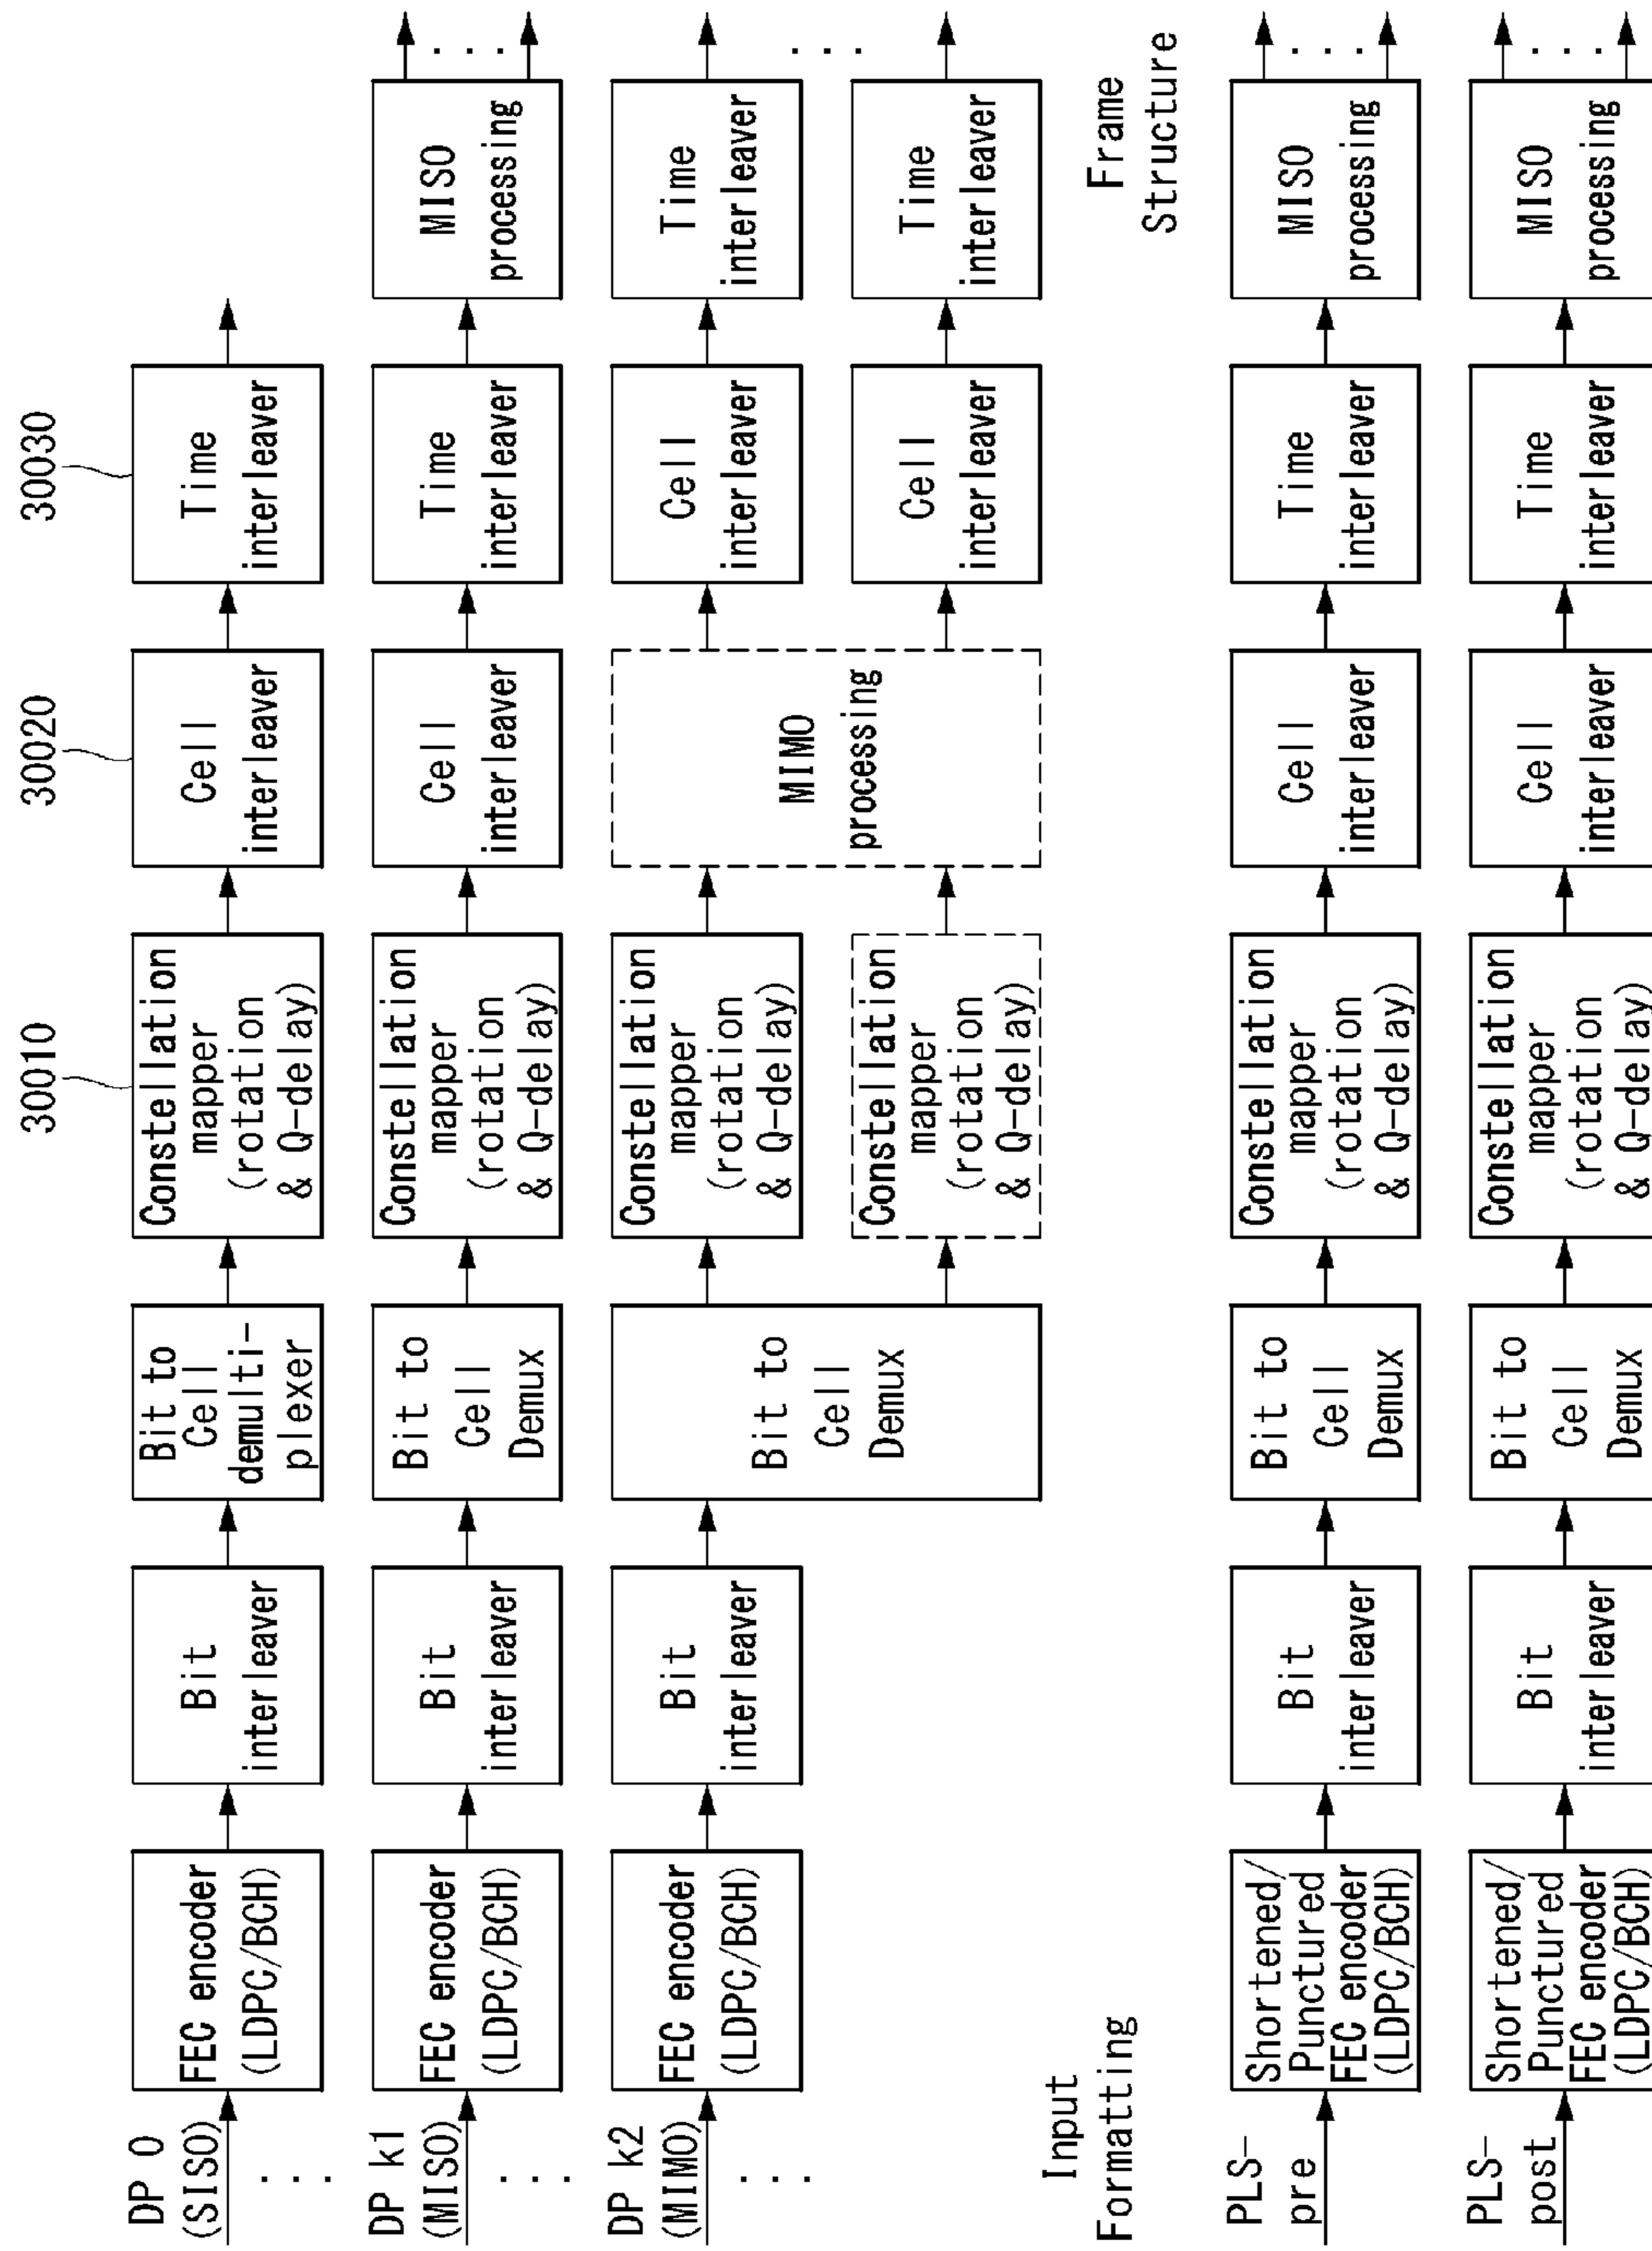 30010
30020
30030
DP 0
(SISO)
FEC encoder
(LDPC/BCH)
Bit
interleaver
Bit to
Cell
demulti-
plexer
Constellation
mapper
(rotation
& Q-delay)
Cell
interleaver
Time
interleaver
. . .
DP k1
(MISO)
FEC encoder
(LDPC/BCH)
Bit
interleaver
Bit to
Cell
Demux
Constellation
mapper
(rotation
& Q-delay)
Cell
interleaver
Time
interleaver
MISO
processing
. . .
. . .
DP k2
(MIMO)
FEC encoder
(LDPC/BCH)
Bit
interleaver
Bit to
Cell
Demux
Constellation
mapper
(rotation
& Q-delay)
Constellation
mapper
(rotation
& Q-delay)
MIMO
processing
Cell
interleaver
Time
interleaver
. . .
Cell
interleaver
Time
interleaver
. . .
Input
Formatting
Frame
Structure
PLS-
pre
Shortened/
Punctured
FEC encoder
(LDPC/BCH)
Bit
interleaver
Bit to
Cell
Demux
Constellation
mapper
(rotation
& Q-delay)
Cell
interleaver
Time
interleaver
MISO
processing
. . .
PLS-
post
Shortened/
Punctured
FEC encoder
(LDPC/BCH)
Bit
interleaver
Bit to
Cell
Demux
Constellation
mapper
(rotation
& Q-delay)
Cell
interleaver
Time
interleaver
MISO
processing
. . .